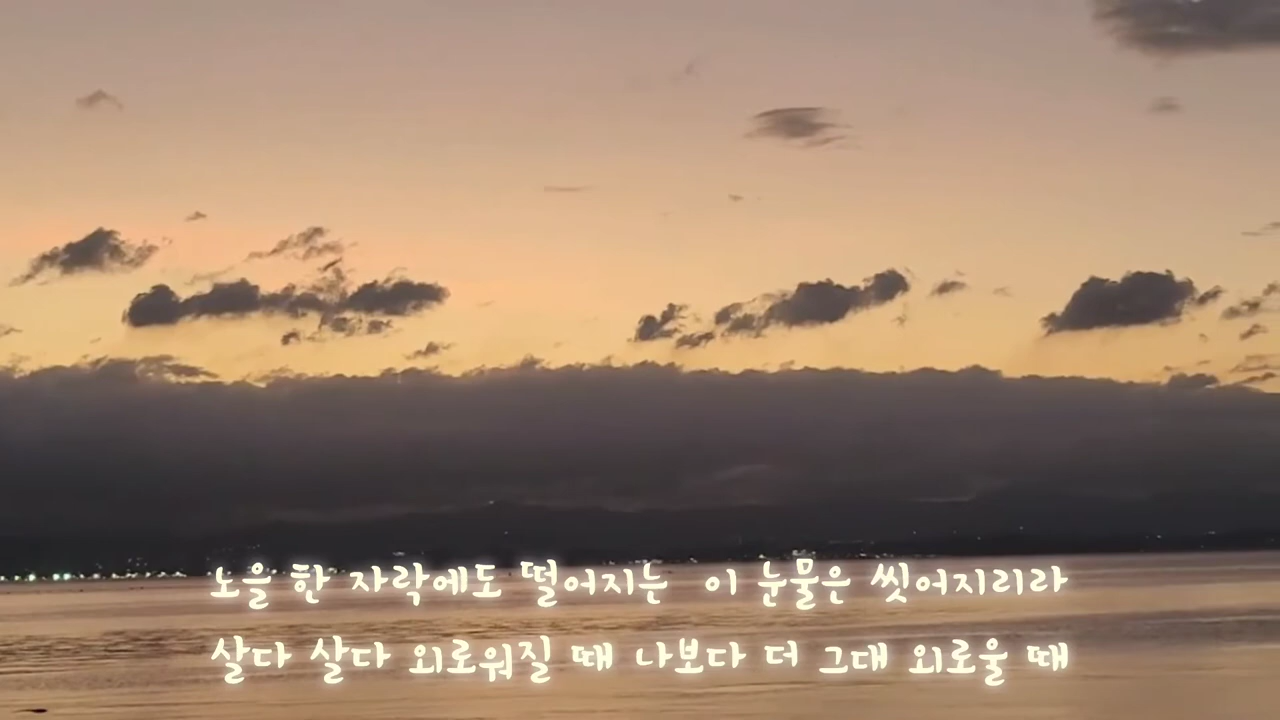 노을 한 자락에도 떨어지는 이 눈물은 씻어지리라
살다 살다 외로워질 때 나보다 더 그대 외로울 때